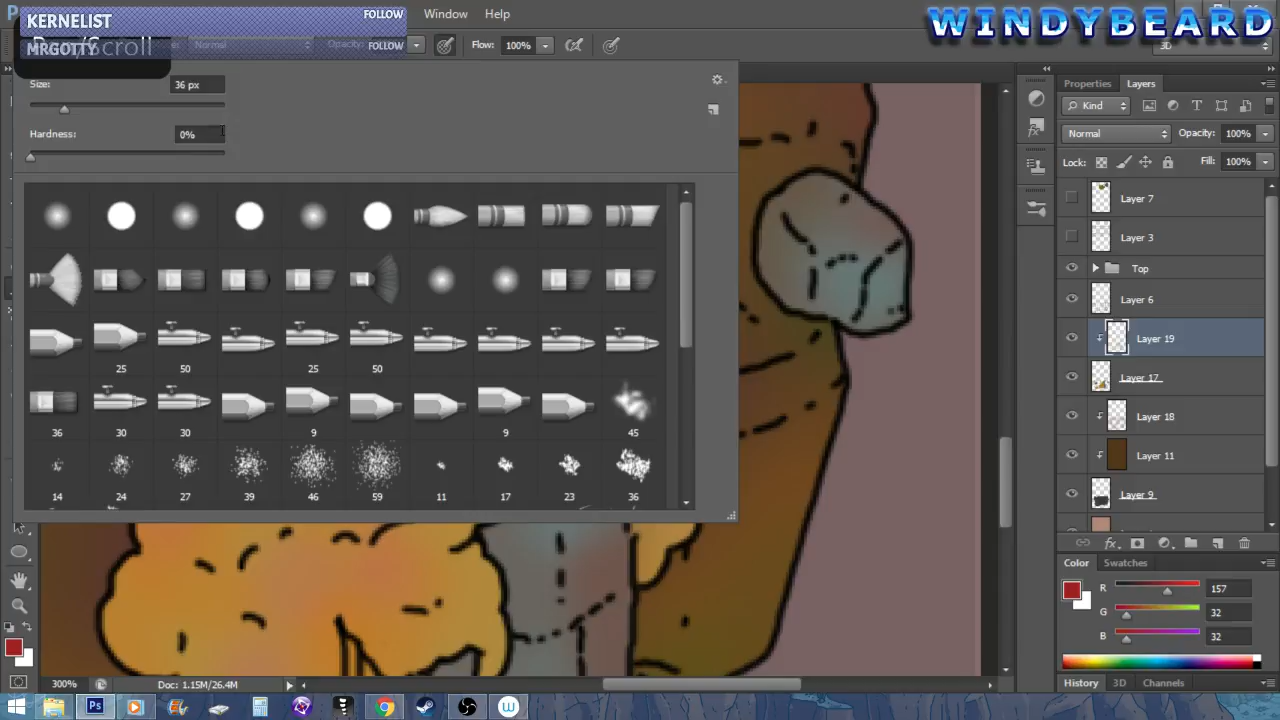 KERNELIST
FOLLOW
MRGOTTY
FOLLOW
Window
Help
WINDYBEARD
Normal
Opacity:
Flow:
100%
3D
Size:
36 px
Hardness:
0%
25
50
25
50
36
30
30
9
9
45
14
24
27
39
46
59
11
17
23
36
Properties
Layers
Kind
Normal
Opacity:
100%
Lock:
Fill:
100%
Layer 7
Layer 3
Top
Layer 6
Layer 19
Layer 17
Layer 18
Layer 11
Layer 9
Color
Swatches
R
157
G
32
B
32
300%
Doc: 1.15M/26.4M
History
3D
Channels